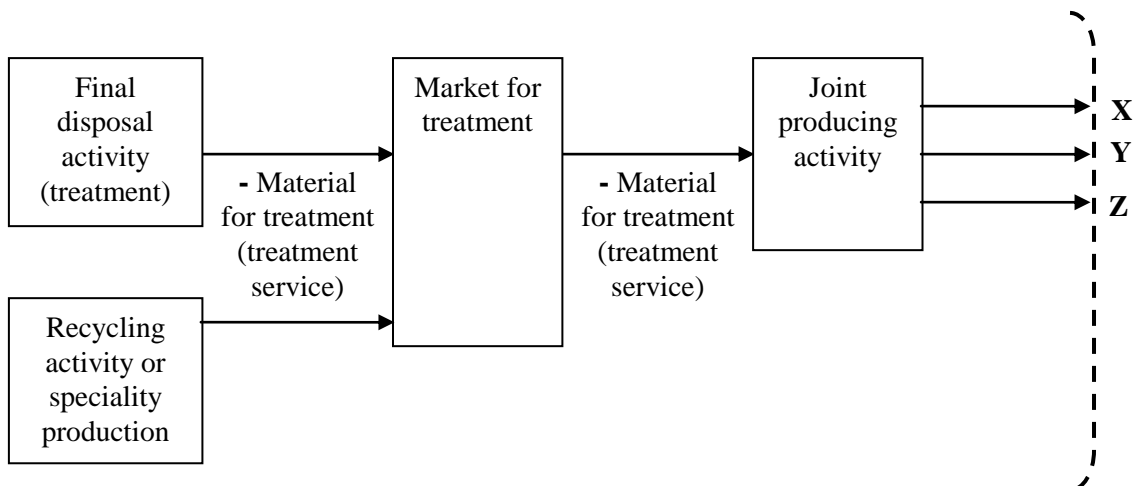 Final
disposal
activity
(treatment)
- Material
for treatment
(treatment
service)
Recycling
activity or
speciality
production
Market for
treatment
- Material
for treatment
(treatment
service)
Joint
producing
activity
X
Y
Z